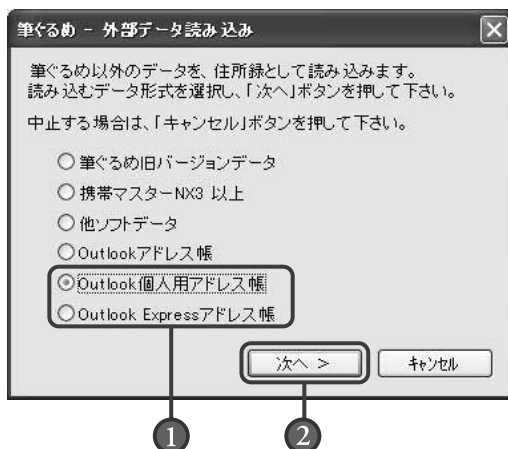 筆ぐるめ - 外部データ読み込み
筆ぐるめ以外のデータを、住所録として読み込みます。
読み込むデータ形式を選択し、「次へ」ボタンを押して下さい。
中止する場合は、「キャンセル」ボタンを押して下さい。
筆ぐるめ旧バージョンデータ
携帯マスターNX3 以上
他ソフトデータ
Outlookアドレス帳
Outlook個人用アドレス帳
Outlook Expressアドレス帳
次へ > キャンセル
1 2